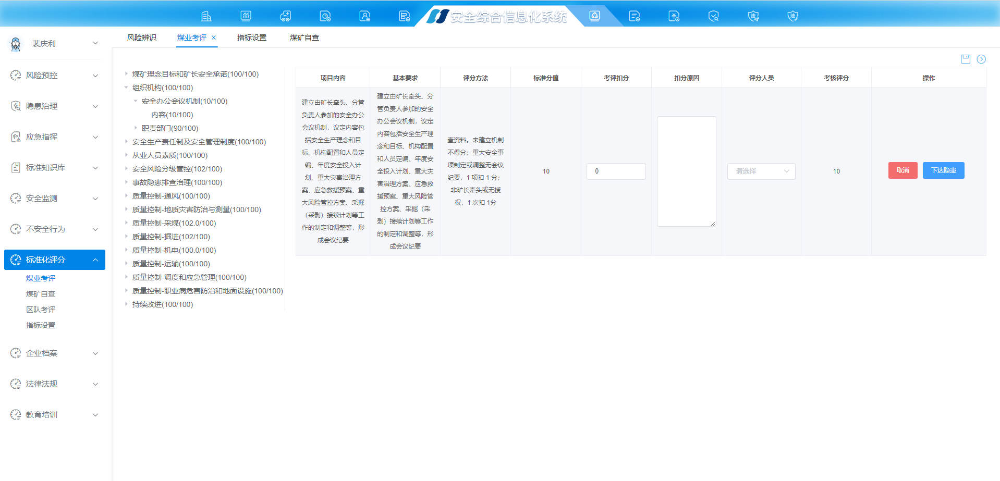 安全综合信息化系统
裴庆利
风险预控
隐患治理
应急指挥
标准知识库
安全监测
不安全行为
标准化评分
煤业考评
煤矿自查
区队考评
指标设置
企业档案
法律法规
教育培训
风险辨识 煤业考评 × 指标设置 煤矿自查
煤矿理念目标和矿长安全承诺(100/100)
组织机构(100/100)
安全办公会议机制(10/100)
内容(10/100)
职责部门(90/100)
安全生产责任制及安全管理制度(100/100)
从业人员素质(100/100)
安全风险分级管控(102/100)
事故隐患排查治理(100/100)
质量控制-通风(100/100)
质量控制-地质灾害防治与测量(100/100)
质量控制-采煤(102.0/100)
质量控制-掘进(102/100)
质量控制-机电(100.0/100)
质量控制-运输(100/100)
质量控制-调度和应急管理(100/100)
质量控制-职业病危害防治和地面设施(100/100)
持续改进(100/100)
项目内容 基本要求 评分方法 标准分值 考评扣分 扣分原因 评分人员 考核评分 操作
建立由矿长牵头、分管
负责人参加的安全办公
会议机制，议定内容包
括安全生产理念和目
标、机构配置和人员定
编、年度安全投入计
划、重大灾害治理方
案、应急救援预案、重
大风险管控方案、采掘
（采剥）接续计划等工
作的制定和调整等，形
成会议纪要
建立由矿长牵头、分
管负责人参加的安全
办公会议机制，议定
内容包括安全生产理
念和目标、机构配置
和人员定编、年度安
全投入计划、重大灾
害治理方案、应急救
援预案、重大风险管
控方案、采掘（采
剥）接续计划等工作
的制定和调整等，形
成会议纪要
查资料。未建立机制
不得分；重大安全事
项制定或调整无会议
纪要，1 项扣 1 分；
非矿长牵头或无授
权，1 次扣 1分
10
0
请选择
10
取消 下达隐患